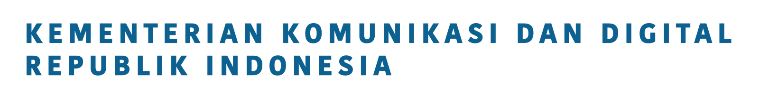 KEMENTERIAN KOMUNIKASI DAN DIGITAL
REPUBLIK INDONESIA